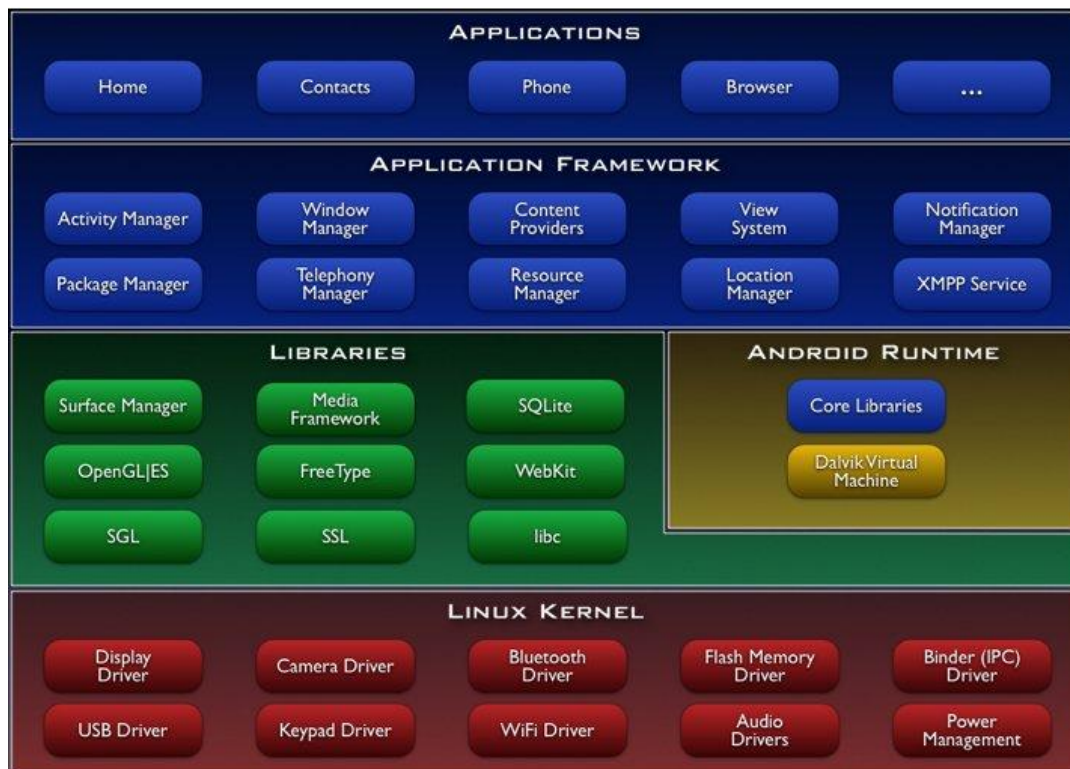 APPLICATIONS
Home
Contacts
Phone
Browser
...
APPLICATION FRAMEWORK
Activity Manager
Window
Manager
Content
Providers
View
System
Notification
Manager
Package Manager
Telephony
Manager
Resource
Manager
Location
Manager
XMPP Service
LIBRARIES
Surface Manager
Media
Framework
SQLite
OpenGL|ES
FreeType
WebKit
SGL
SSL
libc
ANDROID RUNTIME
Core Libraries
Dalvik Virtual
Machine
LINUX KERNEL
Display
Driver
Camera Driver
Bluetooth
Driver
Flash Memory
Driver
Binder (IPC)
Driver
USB Driver
Keypad Driver
WiFi Driver
Audio
Drivers
Power
Management